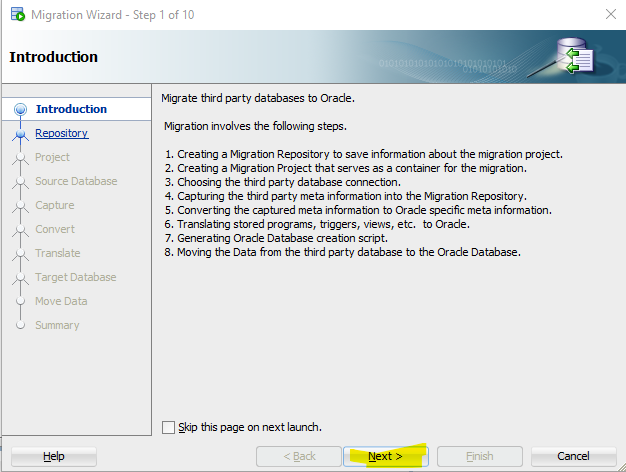 Migration Wizard - Step 1 of 10
Introduction
0101010101010101010101010101
01010101010
Introduction
Repository
Project
Source Database
Capture
Convert
Translate
Target Database
Move Data
Summary
Migrate third party databases to Oracle.
Migration involves the following steps.
1. Creating a Migration Repository to save information about the migration project.
2. Creating a Migration Project that serves as a container for the migration.
3. Choosing the third party database connection.
4. Capturing the third party meta information into the Migration Repository.
5. Converting the captured meta information to Oracle specific meta information.
6. Translating stored programs, triggers, views, etc. to Oracle.
7. Generating Oracle Database creation script.
8. Moving the Data from the third party database to the Oracle Database.
Skip this page on next launch.
Help < Back Next > Finish Cancel